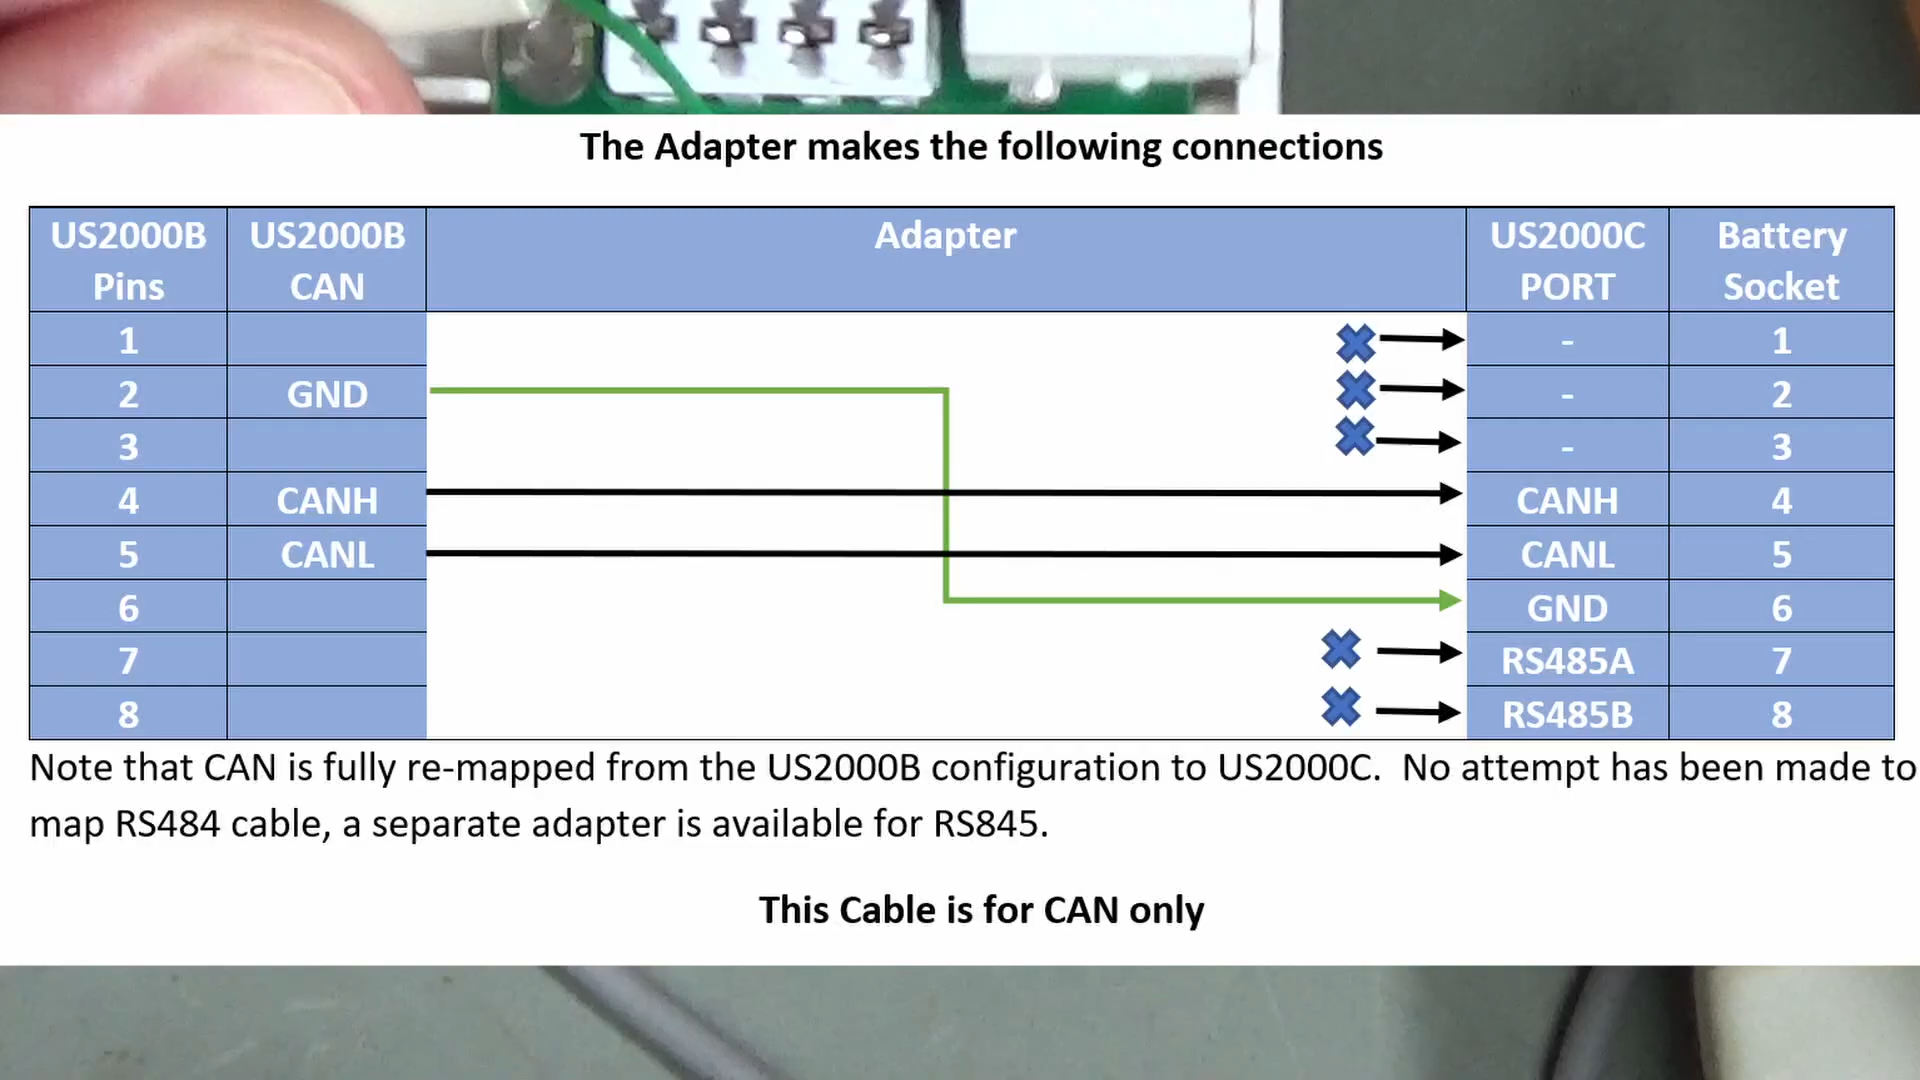 The Adapter makes the following connections
US2000B Pins US2000B CAN Adapter US2000C PORT Battery Socket
1 - 1
2 GND - 2
3 - 3
4 CANH CANH 4
5 CANL CANL 5
6 GND 6
7 RS485A 7
8 RS485B 8
Note that CAN is fully re-mapped from the US2000B configuration to US2000C. No attempt has been made to
map RS484 cable, a separate adapter is available for RS845.
This Cable is for CAN only